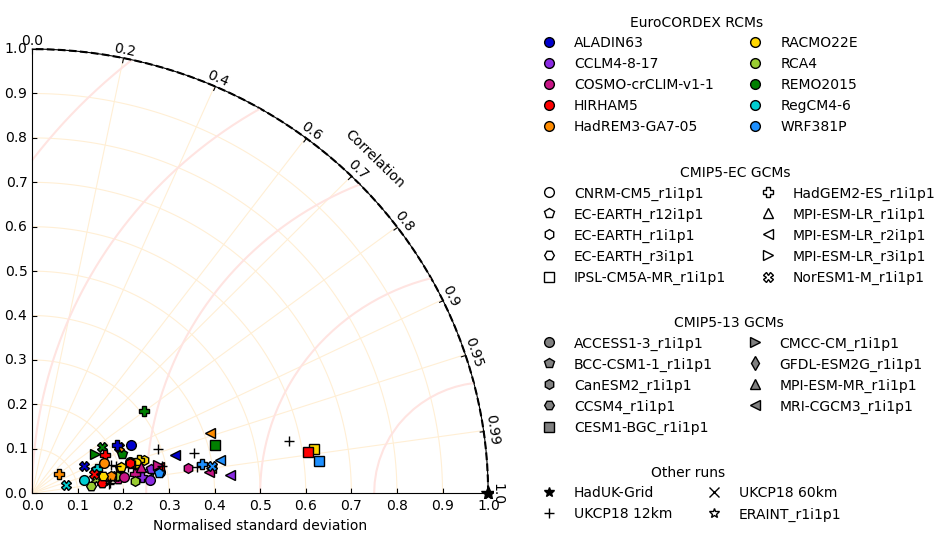 EuroCORDEX RCMs
ALADIN63
CCLM4-8-17
COSMO-crCLIM-v1-1
HIRHAM5
HadREM3-GA7-05
RACMO22E
RCA4
REMO2015
RegCM4-6
WRF381P
CMIP5-EC GCMs
CNRM-CM5_r1i1p1
EC-EARTH_r12i1p1
EC-EARTH_r1i1p1
EC-EARTH_r3i1p1
IPSL-CM5A-MR_r1i1p1
HadGEM2-ES_r1i1p1
MPI-ESM-LR_r1i1p1
MPI-ESM-LR_r2i1p1
MPI-ESM-LR_r3i1p1
NorESM1-M_r1i1p1
CMIP5-13 GCMs
ACCESS1-3_r1i1p1
BCC-CSM1-1_r1i1p1
CanESM2_r1i1p1
CCSM4_r1i1p1
CESM1-BGC_r1i1p1
CMCC-CM_r1i1p1
GFDL-ESM2G_r1i1p1
MPI-ESM-MR_r1i1p1
MRI-CGCM3_r1i1p1
Other runs
HadUK-Grid
UKCP18 12km
UKCP18 60km
ERAINT_r1i1p1
0.0
0.2
0.4
0.6
0.7
0.8
0.9
0.95
0.99
1.0
Correlation
1.0
0.9
0.8
0.7
0.6
0.5
0.4
0.3
0.2
0.1
0.0
0.0 0.1 0.2 0.3 0.4 0.5 0.6 0.7 0.8 0.9 1.0
Normalised standard deviation